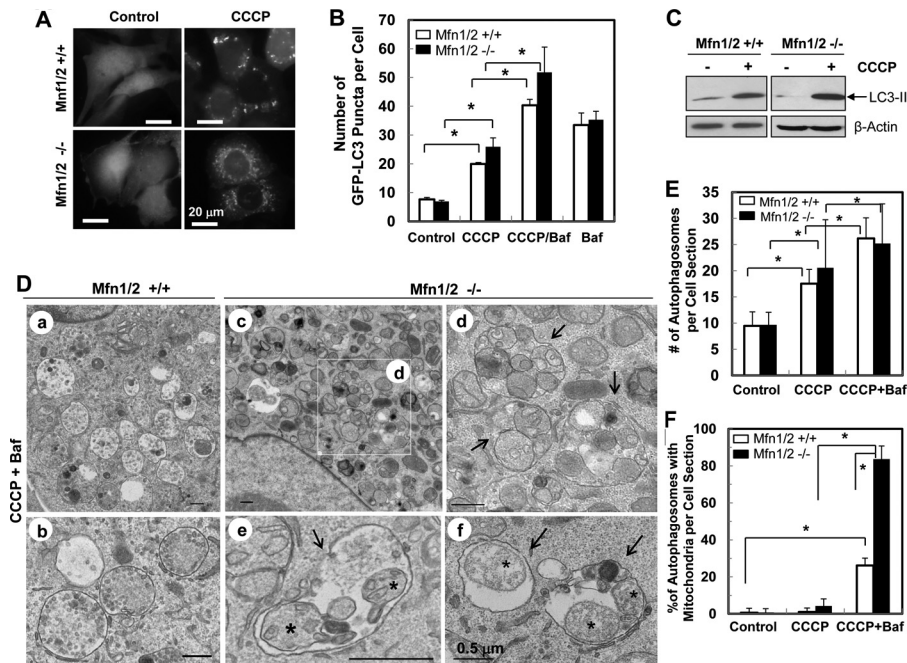 A
Control
CCCP
Mnf1/2 +/+
Mfn1/2 -/-
20 μm
B
Number of
GFP-LC3 Puncta per Cell
70
60
50
40
30
20
10
0
Mfn1/2 +/+
Mfn1/2 -/-
*
*
*
*
Control
CCCP
CCCP/Baf
Baf
C
Mfn1/2 +/+
Mfn1/2 -/-
- + - + CCCP
LC3-II
β-Actin
D
Mfn1/2 +/+
Mfn1/2 -/-
CCCP + Baf
a
c
d
d
b
e
*
*
f
*
*
*
0.5 μm
E
# of Autophagosomes
per Cell Section
35
30
25
20
15
10
5
0
Mfn1/2 +/+
Mfn1/2 -/-
*
*
*
*
Control
CCCP
CCCP+Baf
F
%of Autophagosomes with
Mitochondria per Cell Section
100
80
60
40
20
0
Mfn1/2 +/+
Mfn1/2 -/-
*
*
*
Control
CCCP
CCCP+Baf